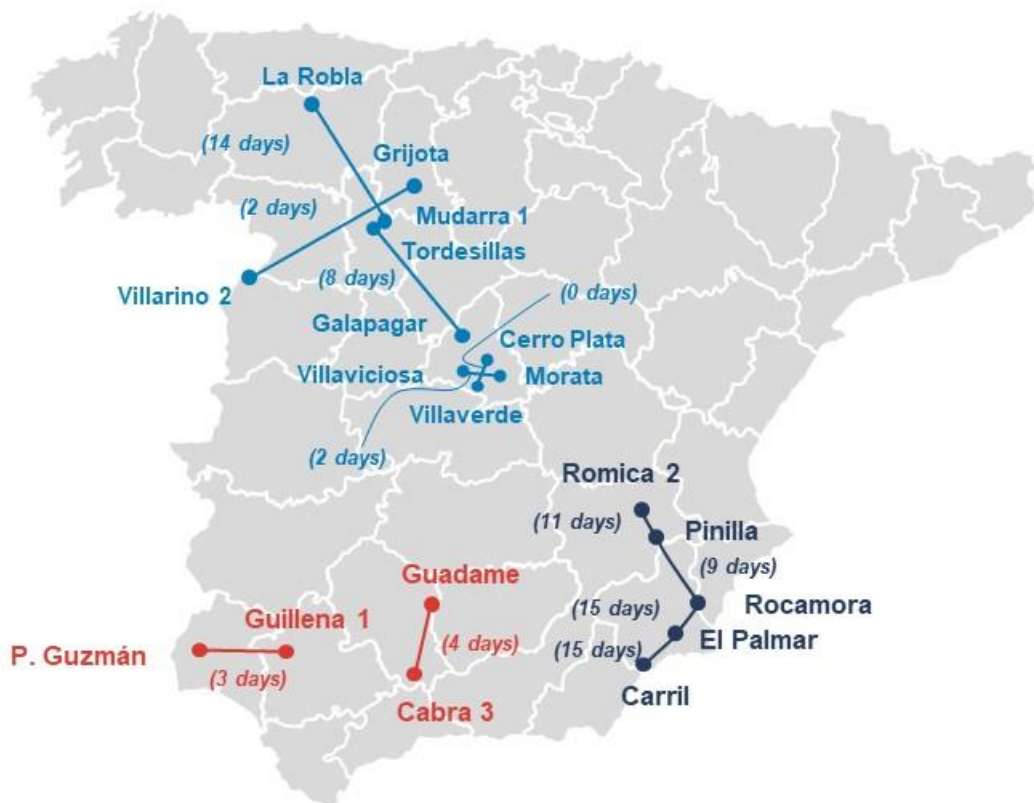 La Robla
(14 days)
Grijota
(2 days)
Mudarra 1
Tordesillas
(8 days)
Villarino 2
(0 days)
Galapagar
Cerro Plata
Villaviciosa
Morata
Villaverde
(2 days)
Romica 2
(11 days)
Pinilla
(9 days)
Guadame
(15 days)
Rocamora
Guillena 1
El Palmar
P. Guzmán
(4 days)
(15 days)
(3 days)
Carril
Cabra 3